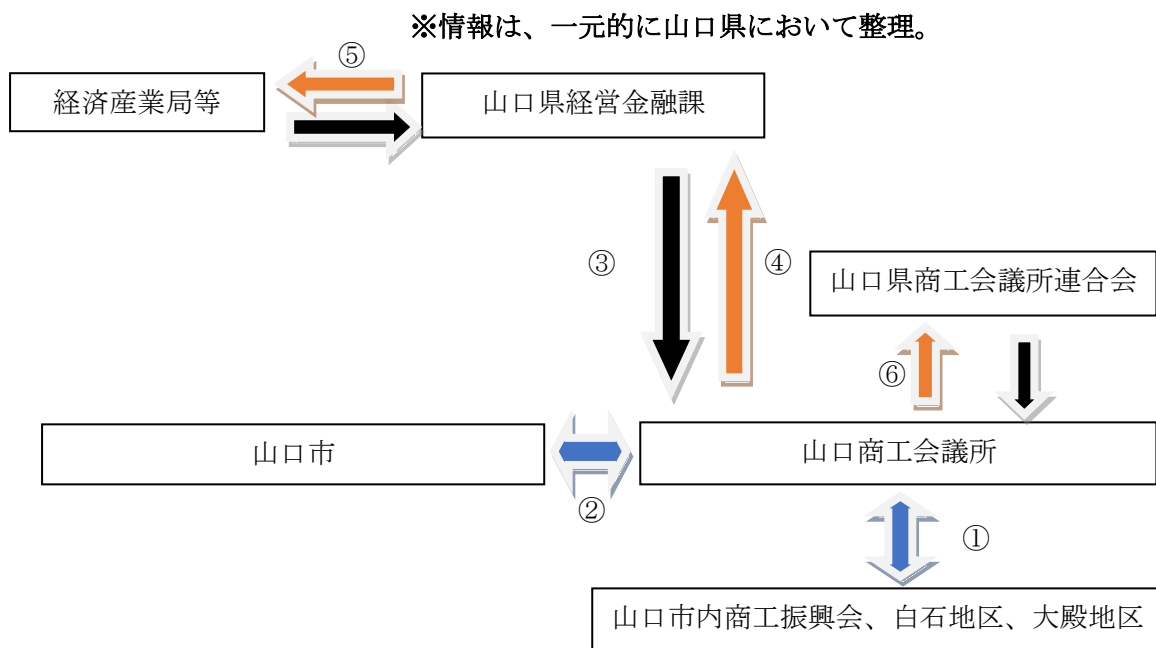 ※情報は、一元的に山口県において整理。
⑤
経済産業局等
山口県経営金融課
③
④
山口県商工会議所連合会
⑥
山口市
山口商工会議所
②
①
山口市内商工振興会、白石地区、大殿地区